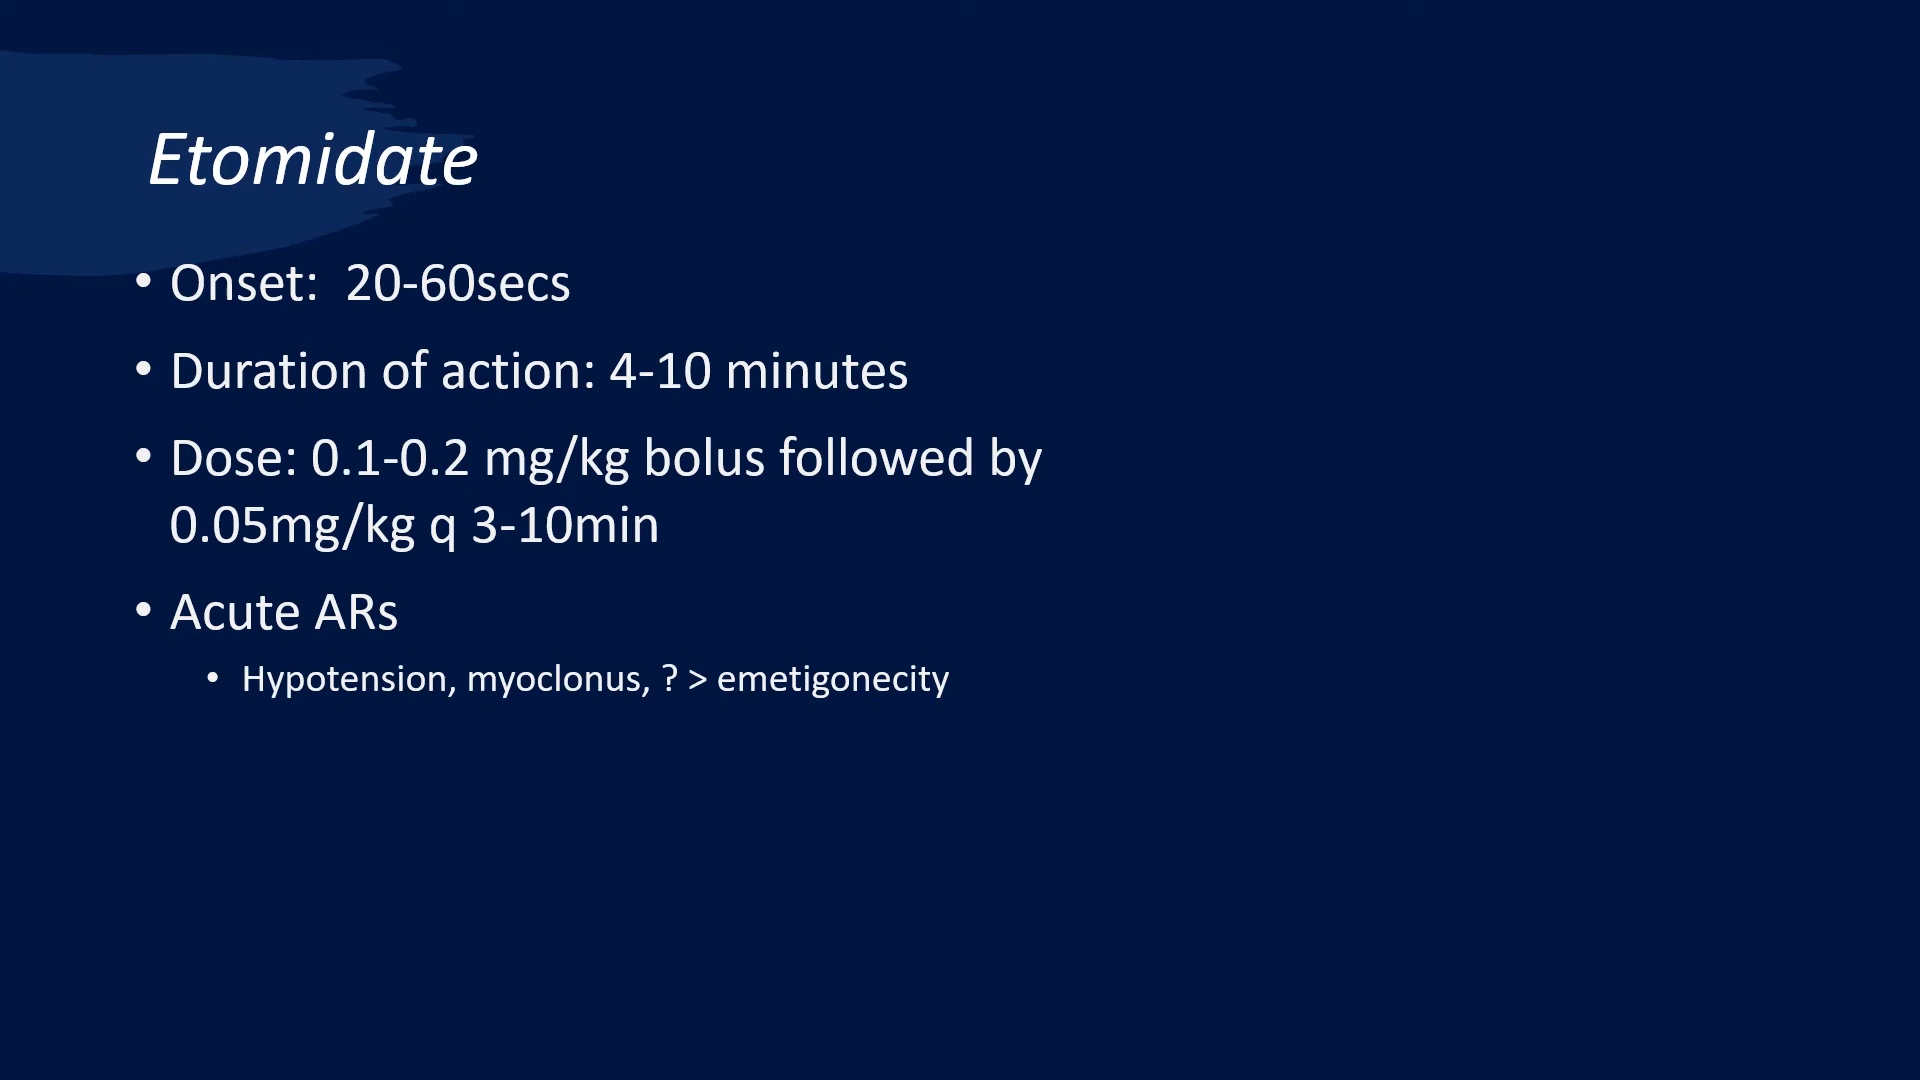 Etomidate
• Onset:  20-60secs
• Duration of action: 4-10 minutes
• Dose: 0.1-0.2 mg/kg bolus followed by
0.05mg/kg q 3-10min
• Acute ARs
• Hypotension, myoclonus, ? > emetigonecity